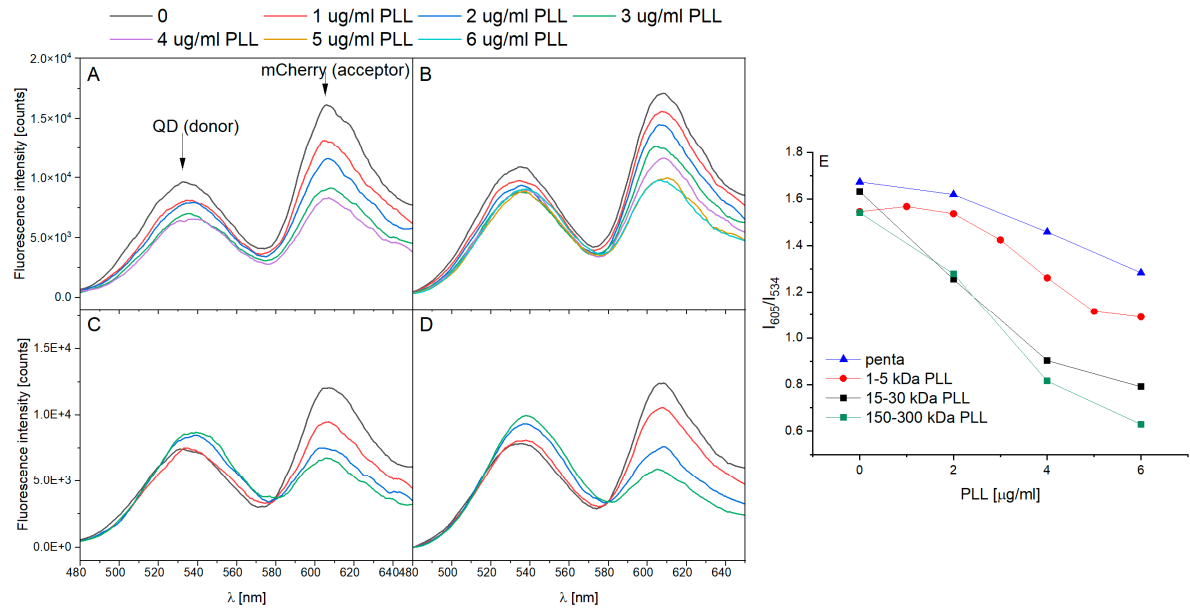 0 1 ug/ml PLL 2 ug/ml PLL 3 ug/ml PLL
4 ug/ml PLL 5 ug/ml PLL 6 ug/ml PLL
A
mCherry (acceptor)
QD (donor)
Fluorescence intensity [counts]
2.0×10⁴
1.5×10⁴
1.0×10⁴
5.0×10³
0.0
B
C
Fluorescence intensity [counts]
1.5E+4
1.0E+4
5.0E+3
0.0E+0
480 500 520 540 560 580 600 620 640
λ [nm]
D
480 500 520 540 560 580 600 620 640
λ [nm]
E
I₆₀₅/I₅₃₄
1.8
1.6
1.4
1.2
1.0
0.8
0.6
penta
1-5 kDa PLL
15-30 kDa PLL
150-300 kDa PLL
0 2 4 6
PLL [μg/ml]